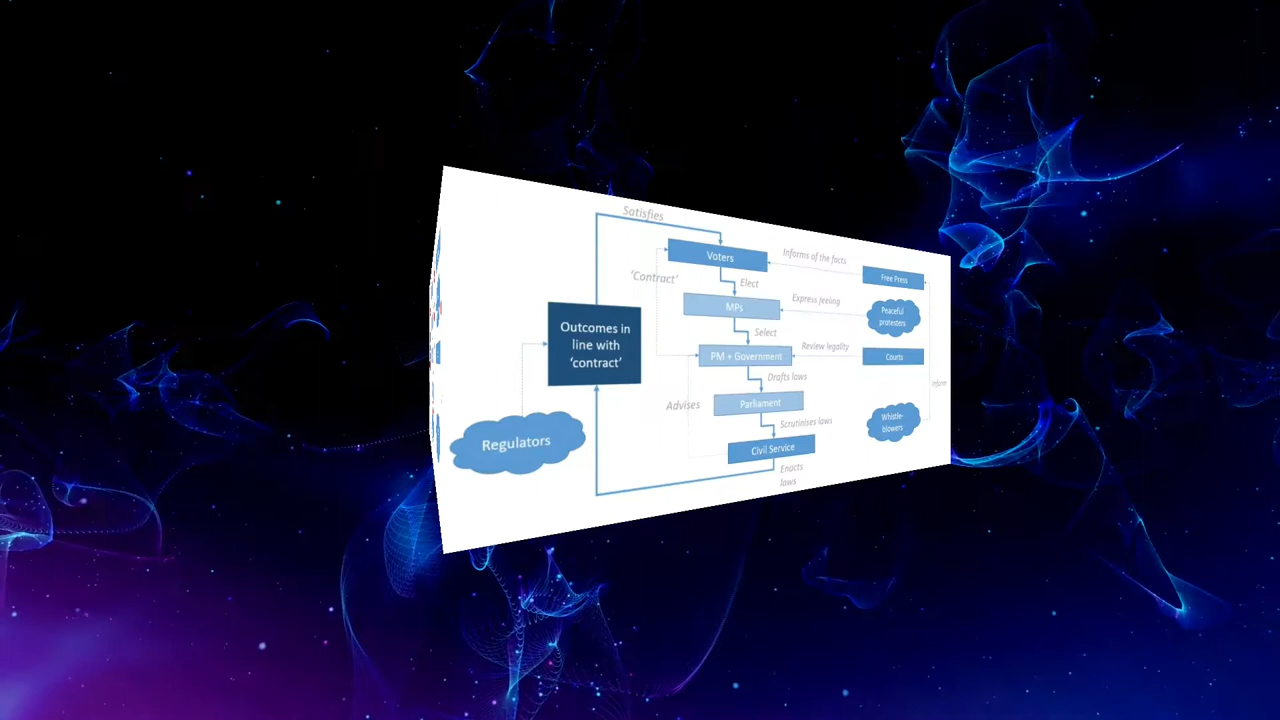 Satisfies
Voters
Informs of the facts
Free Press
'Contract'
Elect
MPs
Express feeing
Peaceful
protesters
Outcomes in
line with
'contract'
Select
PM + Government
Review legality
Courts
Drafts laws
Inform
Advises
Parliament
Scrutinises laws
Whistle-
blowers
Regulators
Civil Service
Enacts
laws